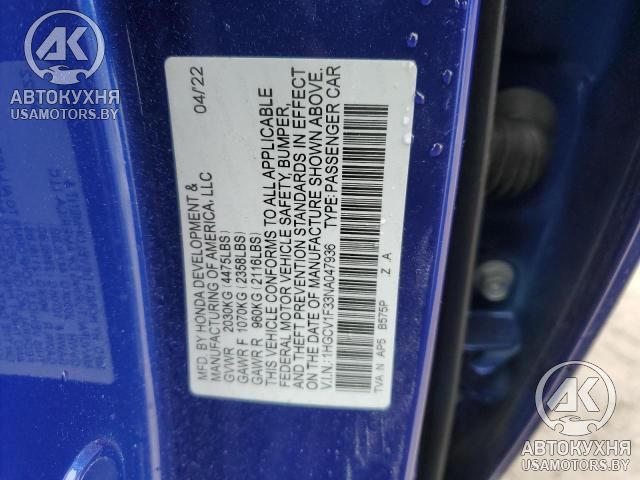 MFD. BY HONDA DEVELOPMENT & 04/22
MANUFACTURING OF AMERICA, LLC
GVWR 2030KG(4475LBS)
GAWR F 1070KG(2358LBS)
GAWR R 960KG(2116LBS)
THIS VEHICLE CONFORMS TO ALL APPLICABLE
FEDERAL MOTOR VEHICLE SAFETY, BUMPER,
AND THEFT PREVENTION STANDARDS IN EFFECT
ON THE DATE OF MANUFACTURE SHOWN ABOVE.
V.I.N.:1HGCV1F33NA047936 TYPE:PASSENGER CAR
TVA N AP5 B575P Z .A
АК
АВТОКУХНЯ
USAMOTORS.BY
АК
АВТОКУХНЯ
USAMOTORS.BY